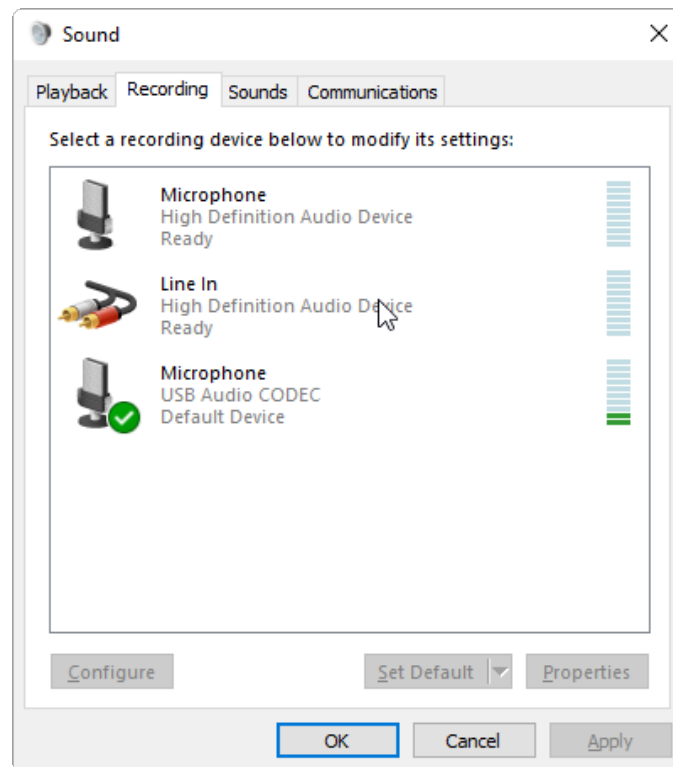 Sound
Playback
Recording
Sounds
Communications
Select a recording device below to modify its settings:
Microphone
High Definition Audio Device
Ready
Line In
High Definition Audio Device
Ready
Microphone
USB Audio CODEC
Default Device
Configure
Set Default
Properties
OK
Cancel
Apply